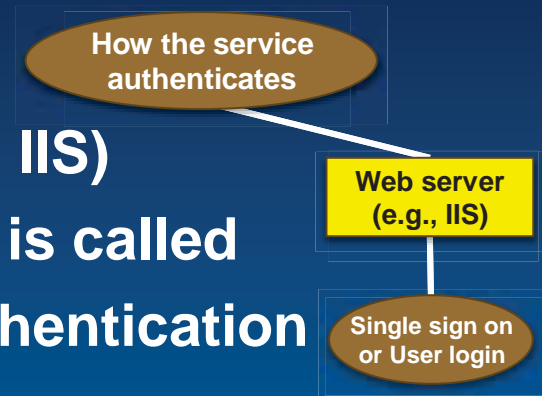 How the service
authenticates
IIS)
is called
hentication
Web server
(e.g., IIS)
Single sign on
or User login